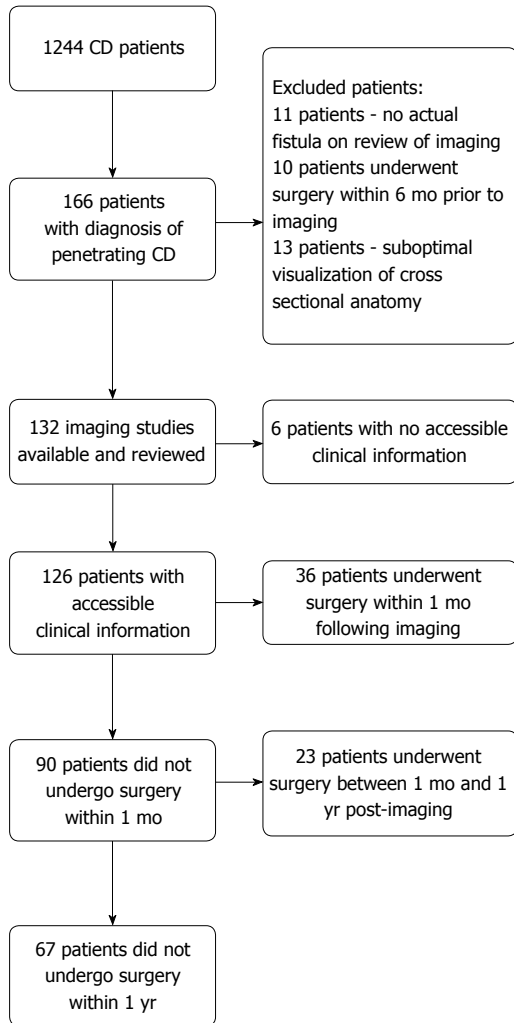 1244 CD patients
Excluded patients:
11 patients - no actual
fistula on review of imaging
10 patients underwent
surgery within 6 mo prior to
imaging
13 patients - suboptimal
visualization of cross
sectional anatomy
166 patients
with diagnosis of
penetrating CD
132 imaging studies
available and reviewed
6 patients with no accessible
clinical information
126 patients with
accessible
clinical information
36 patients underwent
surgery within 1 mo
following imaging
90 patients did not
undergo surgery
within 1 mo
23 patients underwent
surgery between 1 mo and 1
yr post-imaging
67 patients did not
undergo surgery
within 1 yr